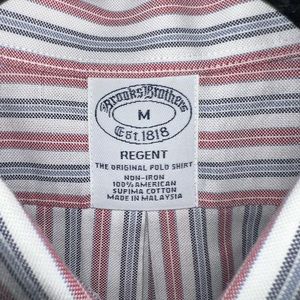 Brooks Brothers
M
Est. 1818
REGENT
THE ORIGINAL POLO SHIRT
NON-IRON
100% AMERICAN
SUPIMA COTTON
MADE IN MALAYSIA